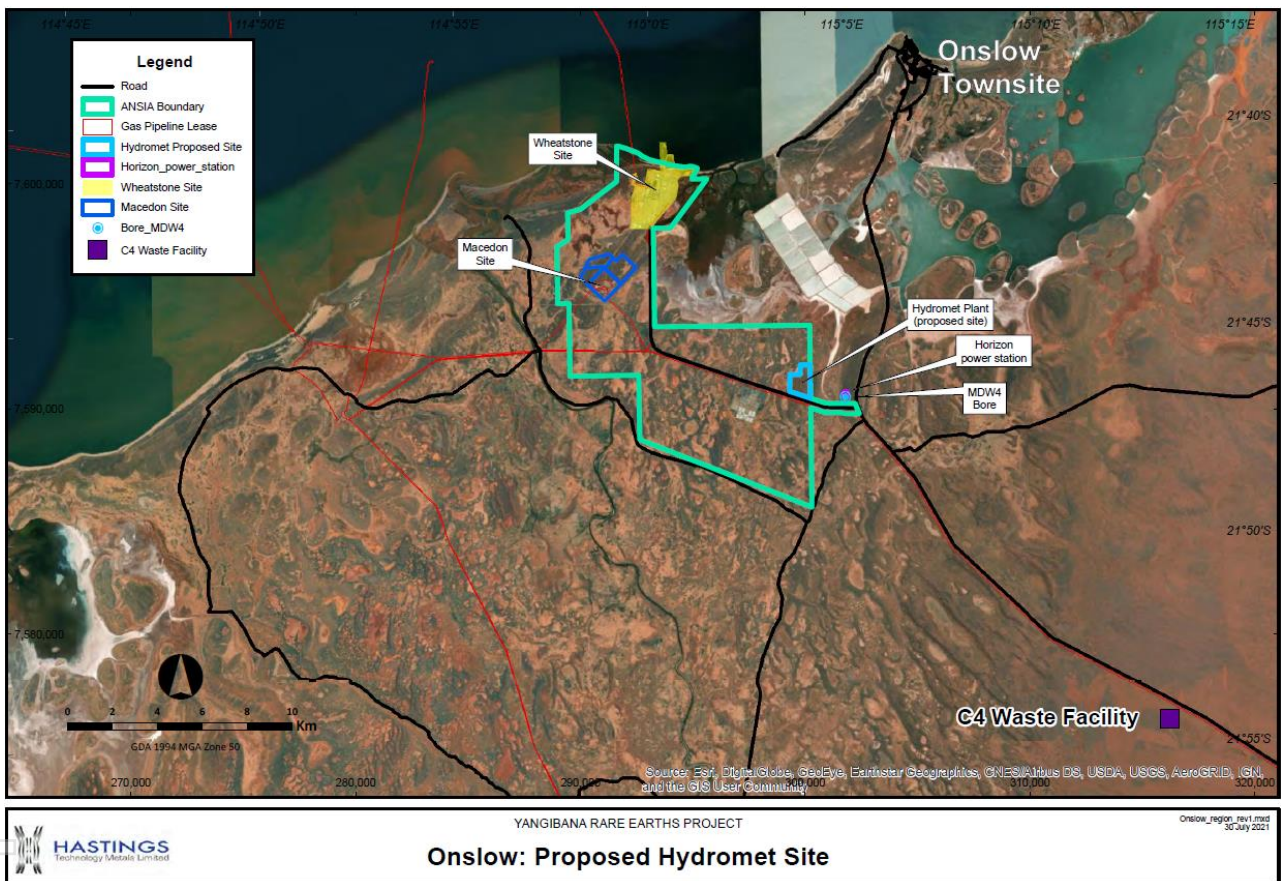 114°45'E 114°50'E 114°55'E 115°0'E 115°5'E 115°10'E 115°15'E
Legend
Road
ANSIA Boundary
Gas Pipeline Lease
Hydromet Proposed Site
Horizon_power_station
Wheatstone Site
Macedon Site
Bore_MDW4
C4 Waste Facility
Onslow
Townsite
21°40'S
Wheatstone
Site
7,600,000
Macedon
Site
Hydromet Plant
(proposed site)
21°45'S
Horizon
power station
MDW4
Bore
7,590,000
21°50'S
7,580,000
0 2 4 6 8 10
Km
GDA 1994 MGA Zone 50
C4 Waste Facility
21°55'S
270,000 280,000 290,000 300,000 310,000 320,000
Source: Esri, DigitalGlobe, GeoEye, Earthstar Geographics, CNES/Airbus DS, USDA, USGS, AeroGRID, IGN,
and the GIS User Community
HASTINGS
Technology Metals Limited
YANGIBANA RARE EARTHS PROJECT
Onslow: Proposed Hydromet Site
Onslow_region_rev1.mxd
30 July 2021